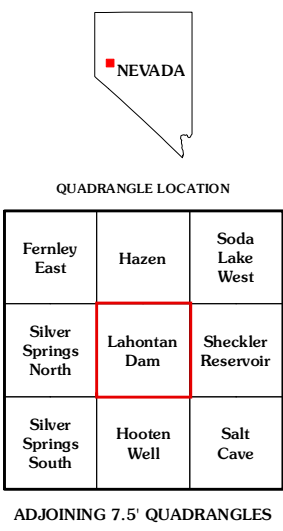 NEVADA
QUADRANGLE LOCATION
Fernley
East
Hazen
Soda
Lake
West
Silver
Springs
North
Lahontan
Dam
Sheckler
Reservoir
Silver
Springs
South
Hooten
Well
Salt
Cave
ADJOINING 7.5' QUADRANGLES